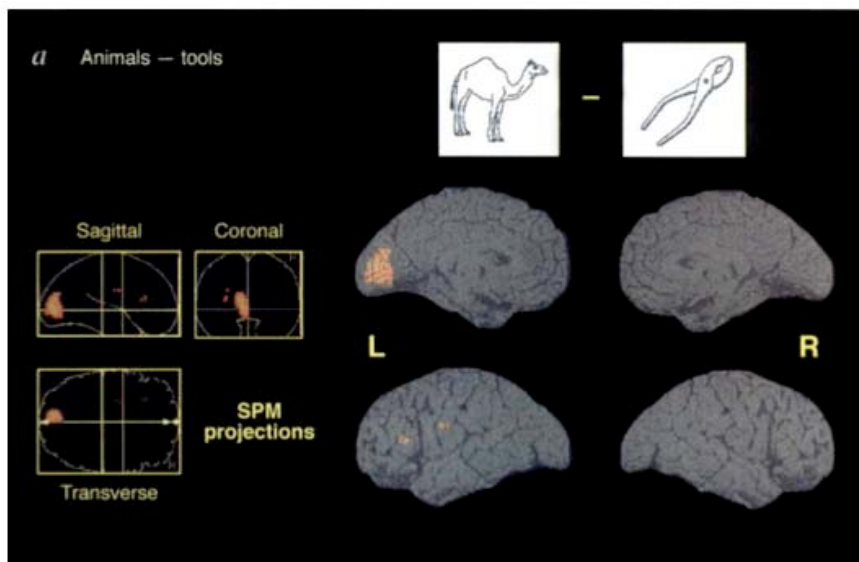 a Animals — tools
Sagittal Coronal
L R
SPM
projections
Transverse